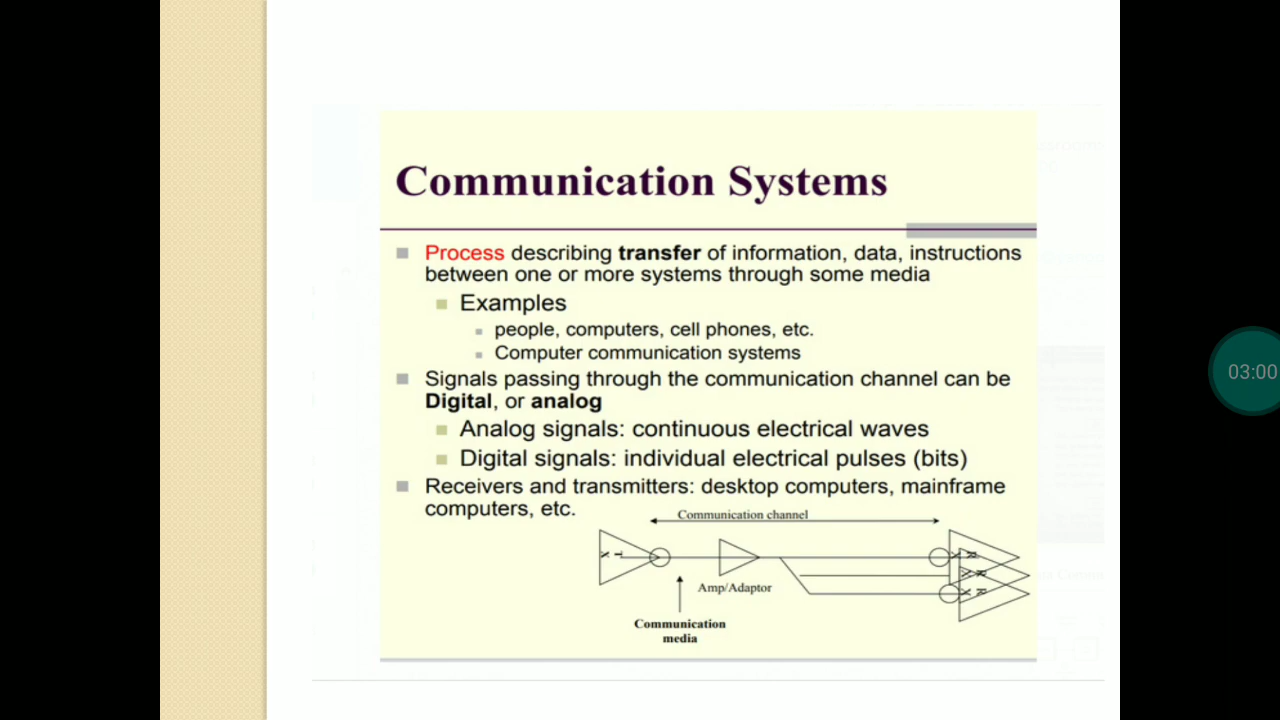 Communication Systems
Process describing transfer of information, data, instructions
between one or more systems through some media
Examples
people, computers, cell phones, etc.
Computer communication systems
Signals passing through the communication channel can be
Digital, or analog
Analog signals: continuous electrical waves
Digital signals: individual electrical pulses (bits)
Receivers and transmitters: desktop computers, mainframe
computers, etc.
Communication channel
T X
R X
R X
R X
Amp/Adaptor
Communication
media
03:00